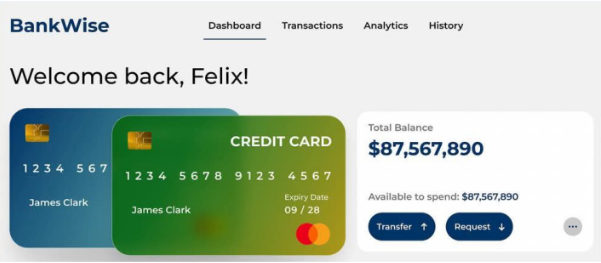 BankWise
Dashboard Transactions Analytics History
Welcome back, Felix!
1234 567
James Clark
CREDIT CARD
1234 5678 9123 4567
Expiry Date
James Clark
09 / 28
Total Balance
$87,567,890
Available to spend: $87,567,890
Transfer ↑
Request ↓